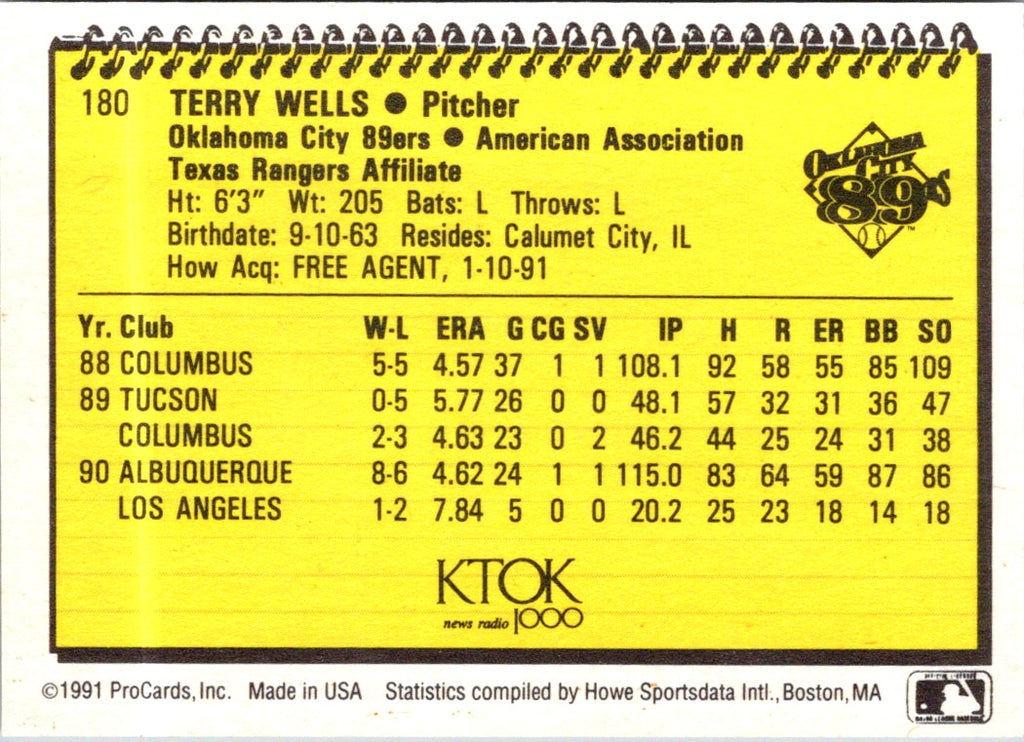 180 TERRY WELLS ● Pitcher
Oklahoma City 89ers ● American Association
Texas Rangers Affiliate
Ht: 6'3" Wt: 205 Bats: L Throws: L
Birthdate: 9-10-63 Resides: Calumet City, IL
How Acq: FREE AGENT, 1-10-91
OKLAHOMA
CITY
89'S
™
Yr. Club W-L ERA G CG SV IP H R ER BB SO
88 COLUMBUS 5-5 4.57 37 1 1 108.1 92 58 55 85 109
89 TUCSON 0-5 5.77 26 0 0 48.1 57 32 31 36 47
COLUMBUS 2-3 4.63 23 0 2 46.2 44 25 24 31 38
90 ALBUQUERQUE 8-6 4.62 24 1 1 115.0 83 64 59 87 86
LOS ANGELES 1-2 7.84 5 0 0 20.2 25 23 18 14 18
KTOK
news radio 1000
©1991 ProCards, Inc. Made in USA Statistics compiled by Howe Sportsdata Intl., Boston, MA